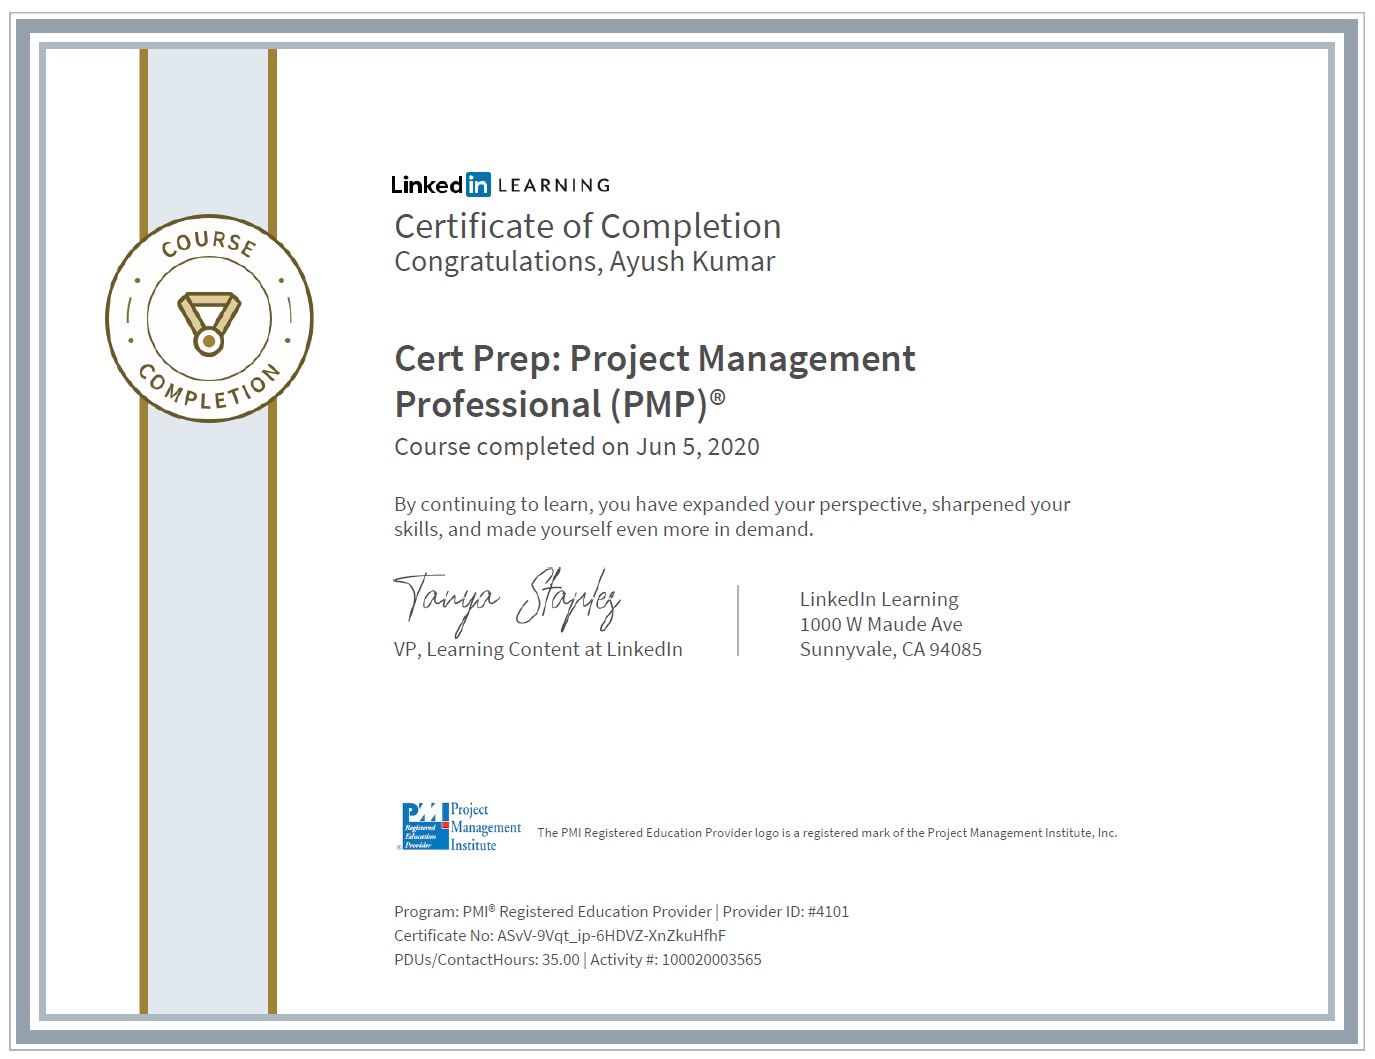 COURSE
COMPLETION
Linked in LEARNING
Certificate of Completion
Congratulations, Ayush Kumar
Cert Prep: Project Management
Professional (PMP)®
Course completed on Jun 5, 2020
By continuing to learn, you have expanded your perspective, sharpened your
skills, and made yourself even more in demand.
Tanya Staples
VP, Learning Content at LinkedIn
LinkedIn Learning
1000 W Maude Ave
Sunnyvale, CA 94085
PMI
Registered
Education
Provider
®
Project
Management
Institute
The PMI Registered Education Provider logo is a registered mark of the Project Management Institute, Inc.
Program: PMI® Registered Education Provider | Provider ID: #4101
Certificate No: ASvV-9Vqt_ip-6HDVZ-XnZkuHfhF
PDUs/ContactHours: 35.00 | Activity #: 100020003565